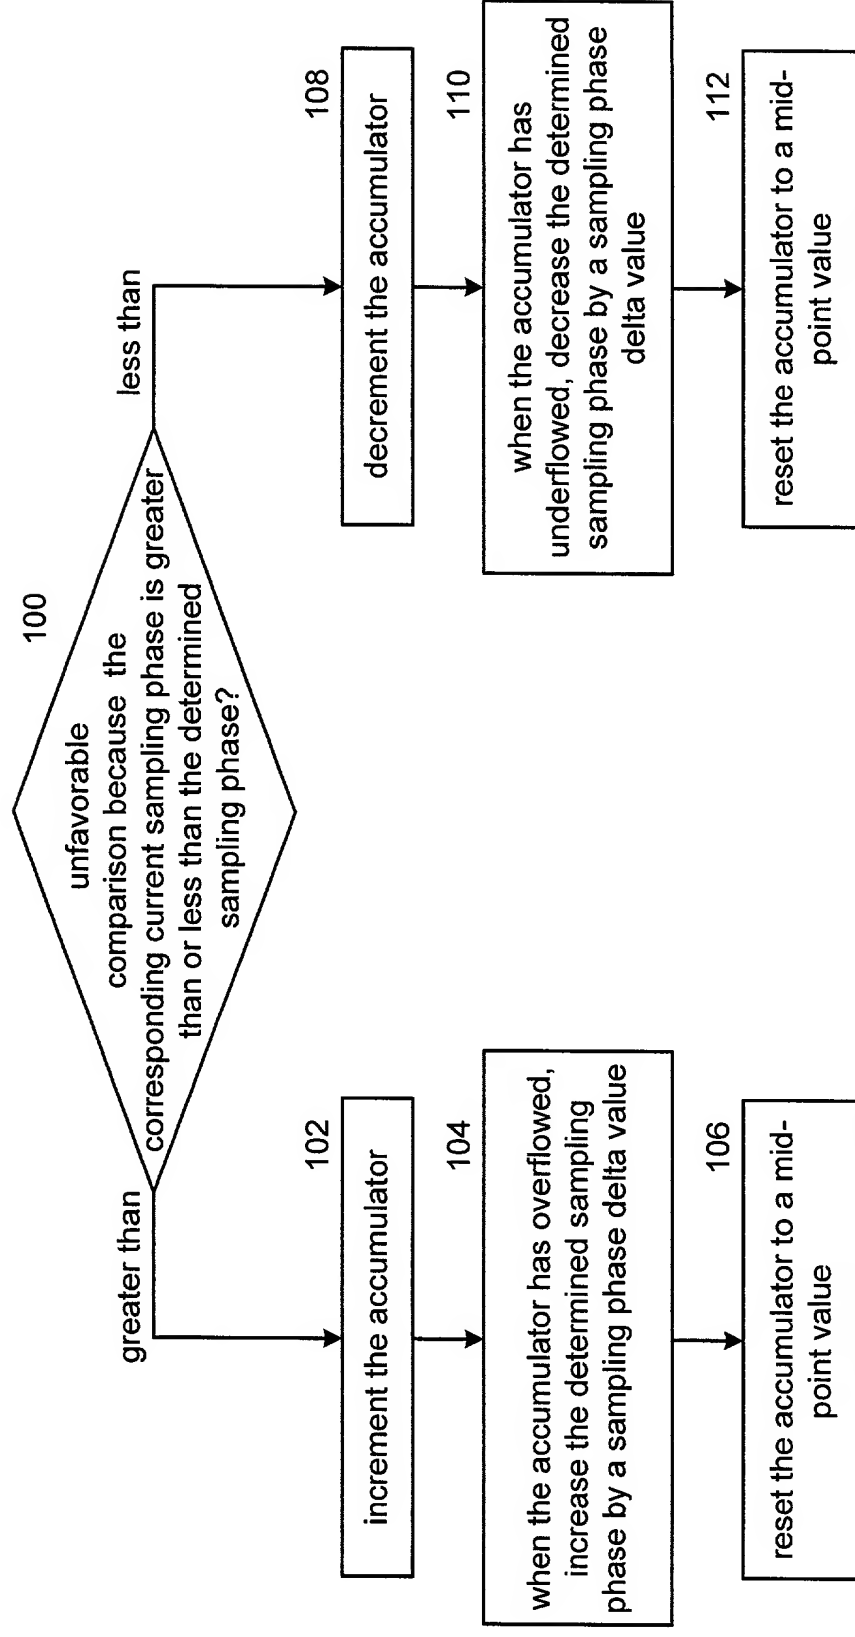 100
unfavorable
comparison because the
corresponding current sampling phase is greater
than or less than the determined
sampling phase?
greater than
less than
102
increment the accumulator
104
when the accumulator has overflowed,
increase the determined sampling
phase by a sampling phase delta value
106
reset the accumulator to a mid-
point value
108
decrement the accumulator
110
when the accumulator has
underflowed, decrease the determined
sampling phase by a sampling phase
delta value
112
reset the accumulator to a mid-
point value